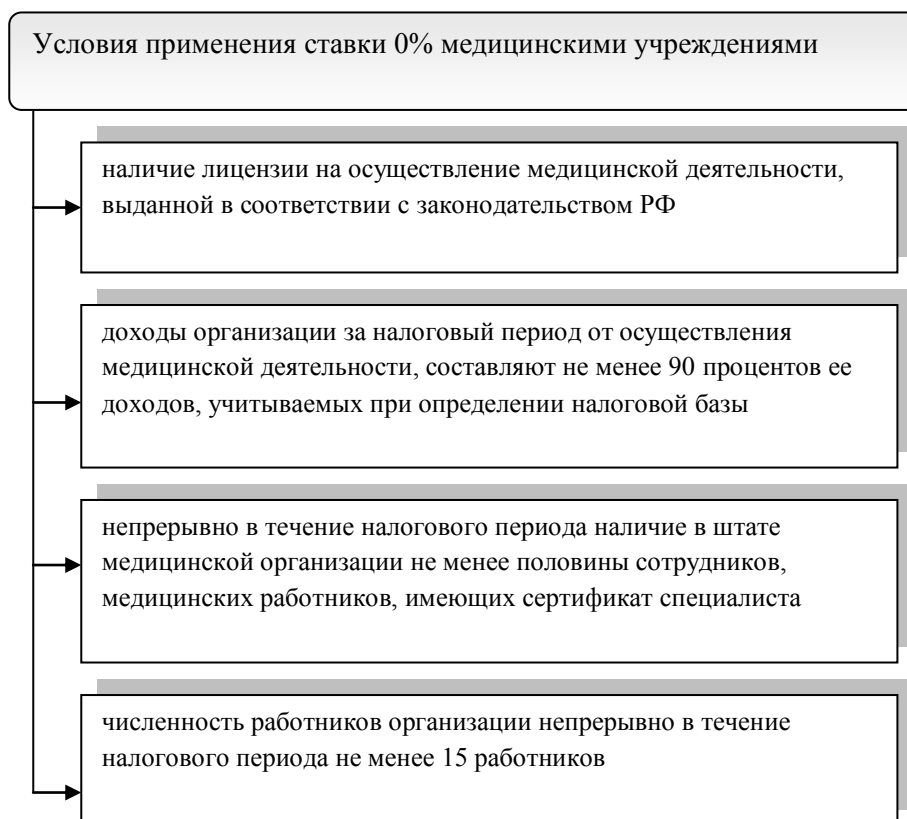 Условия применения ставки 0% медицинскими учреждениями
наличие лицензии на осуществление медицинской деятельности,
выданной в соответствии с законодательством РФ
доходы организации за налоговый период от осуществления
медицинской деятельности, составляют не менее 90 процентов ее
доходов, учитываемых при определении налоговой базы
непрерывно в течение налогового периода наличие в штате
медицинской организации не менее половины сотрудников,
медицинских работников, имеющих сертификат специалиста
численность работников организации непрерывно в течение
налогового периода не менее 15 работников